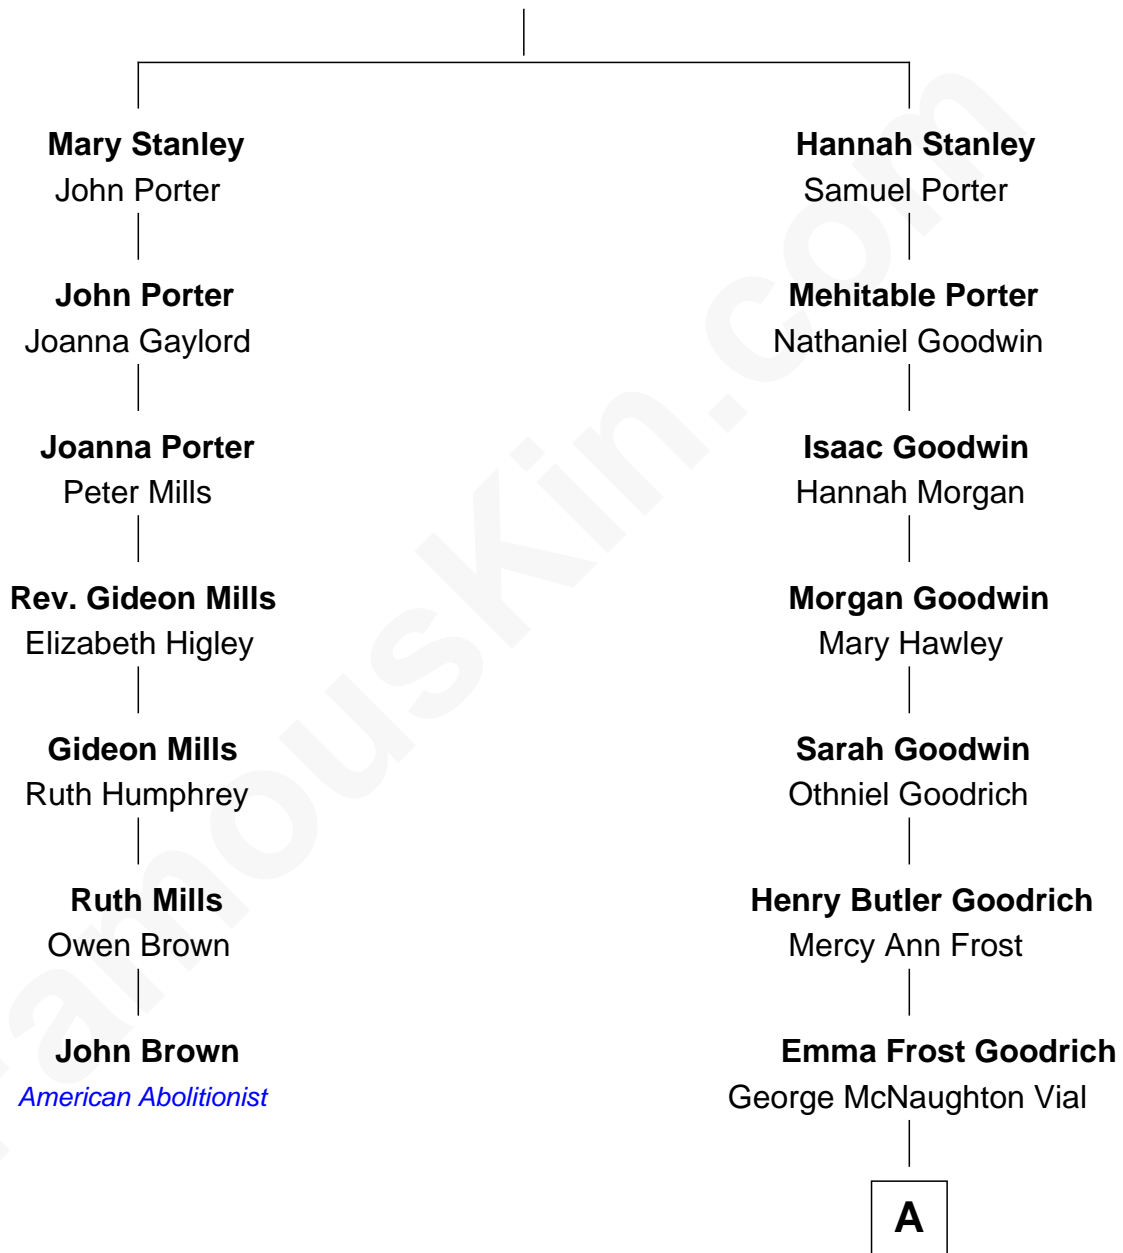 Mary Stanley
John Porter
John Porter
Joanna Gaylord
Joanna Porter
Peter Mills
Rev. Gideon Mills
Elizabeth Higley
Gideon Mills
Ruth Humphrey
Ruth Mills
Owen Brown
John Brown
American Abolitionist
Hannah Stanley
Samuel Porter
Mehitable Porter
Nathaniel Goodwin
Isaac Goodwin
Hannah Morgan
Morgan Goodwin
Mary Hawley
Sarah Goodwin
Othniel Goodrich
Henry Butler Goodrich
Mercy Ann Frost
Emma Frost Goodrich
George McNaughton Vial
A
FamousKin.com